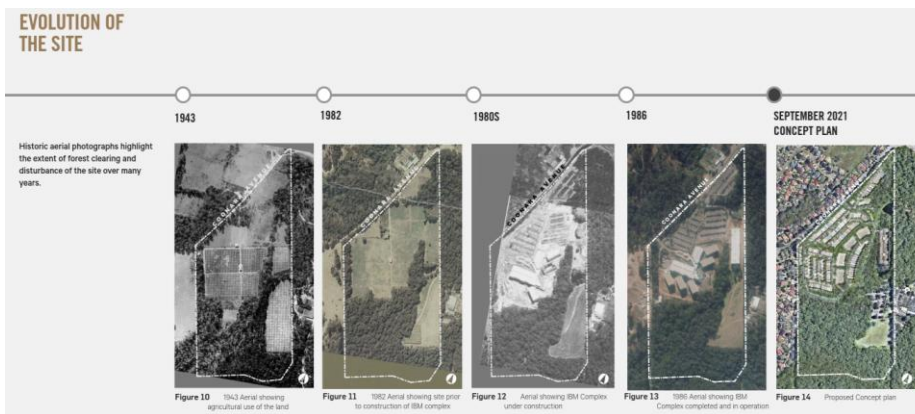 EVOLUTION OF
THE SITE
1943
1982
1980S
1986
SEPTEMBER 2021
CONCEPT PLAN
Historic aerial photographs highlight
the extent of forest clearing and
disturbance of the site over many
years.
COONARA AVENUE
COONARA AVENUE
COONARA AVENUE
COONARA AVENUE
Figure 10 1943 Aerial showing
agricultural use of the land
Figure 11 1982 Aerial showing site prior
to construction of IBM complex
Figure 12 Aerial showing IBM Complex
under construction
Figure 13 1986 Aerial showing IBM
Complex completed and in operation
Figure 14 Proposed Concept plan